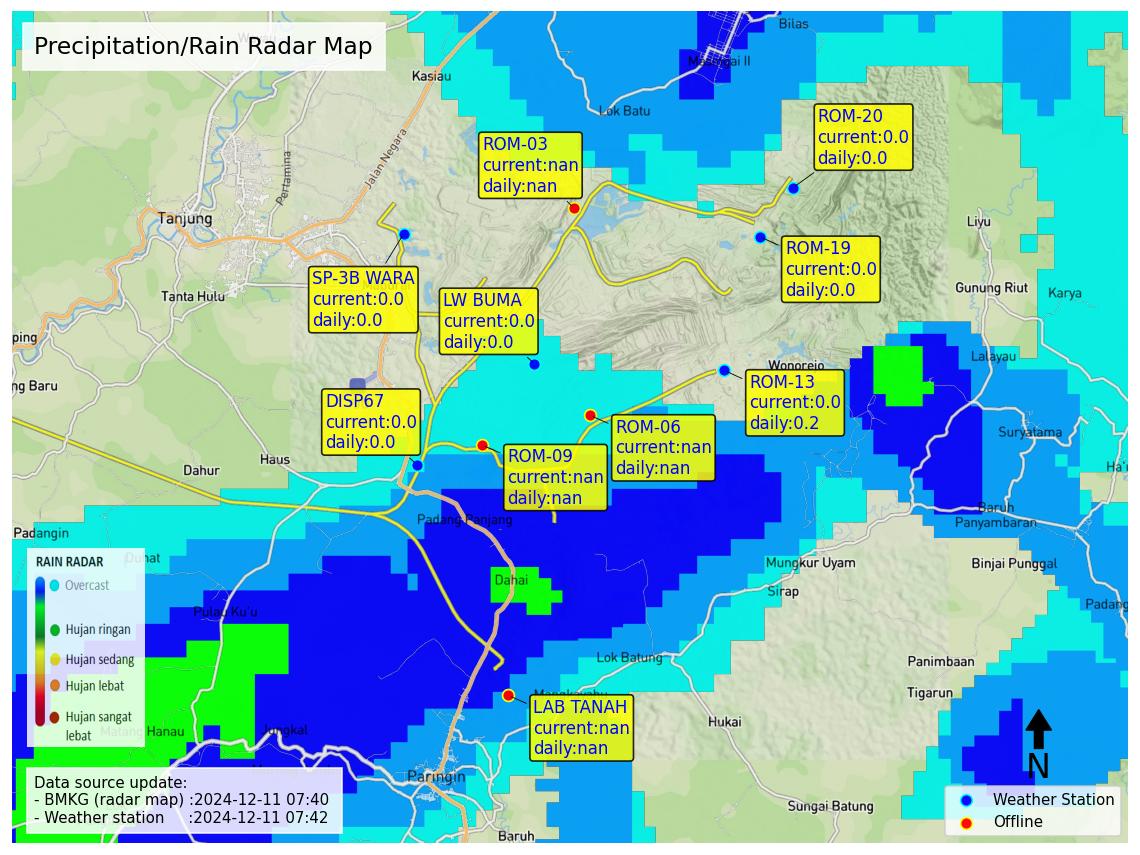 Precipitation/Rain Radar Map
Bilas
Kasiau
Lok Batu
ROM-20
current:0.0
daily:0.0
ROM-03
current:nan
daily:nan
Jalan Negara
Pertamina
Tanjung
Liyu
ROM-19
current:0.0
daily:0.0
SP-3B WARA
current:0.0
daily:0.0
LW BUMA
current:0.0
daily:0.0
Tanta Hulu
Gunung Riut
Karya
ping
ng Baru
Lalayau
Wonorejo
ROM-13
current:0.0
daily:0.2
DISP67
current:0.0
daily:0.0
ROM-06
current:nan
daily:nan
ROM-09
current:nan
daily:nan
Suryatama
Ha'u
Dahur
Haus
Padang Panjang
Baruh
Panyambaran
Padangin
Mungkur Uyam
Binjai Punggal
Sirap
Dahai
Padang
Pulau Ku'u
RAIN RADAR
Overcast
Hujan ringan
Hujan sedang
Hujan lebat
Hujan sangat
lebat
Lok Batung
Panimbaan
Tigarun
LAB TANAH
current:nan
daily:nan
Hukai
Matang Hanau
Jungkal
Paringin
Sungai Batung
Baruh
N
Data source update:
- BMKG (radar map) :2024-12-11 07:40
- Weather station :2024-12-11 07:42
Weather Station
Offline